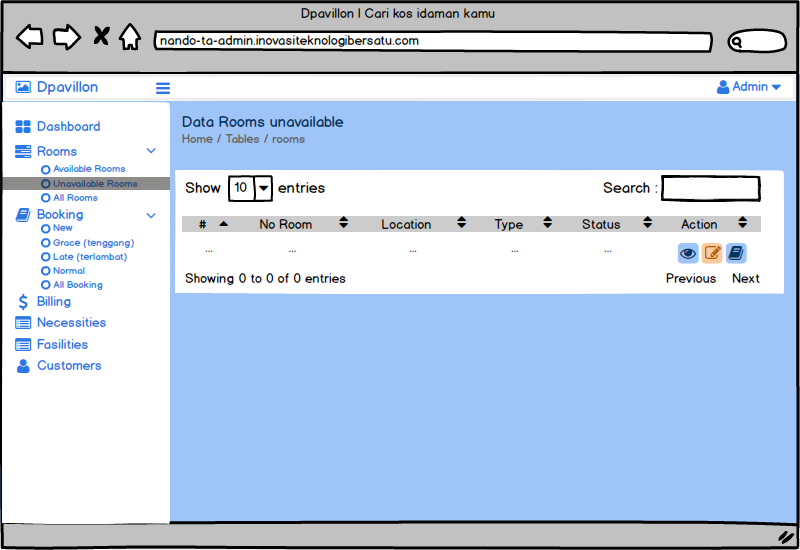 Dpavillon | Cari kos idaman kamu
nando-ta-admin.inovasiteknologibersatu.com
Dpavillon
Admin
Dashboard
Rooms
Available Rooms
Unavailable Rooms
All Rooms
Booking
New
Grace (tenggang)
Late (terlambat)
Normal
All Booking
Billing
Necessities
Fasilities
Customers
Data Rooms unavailable
Home / Tables / rooms
Show 10 entries Search :
# No Room Location Type Status Action
... ... ... ... ...
Showing 0 to 0 of 0 entries Previous Next